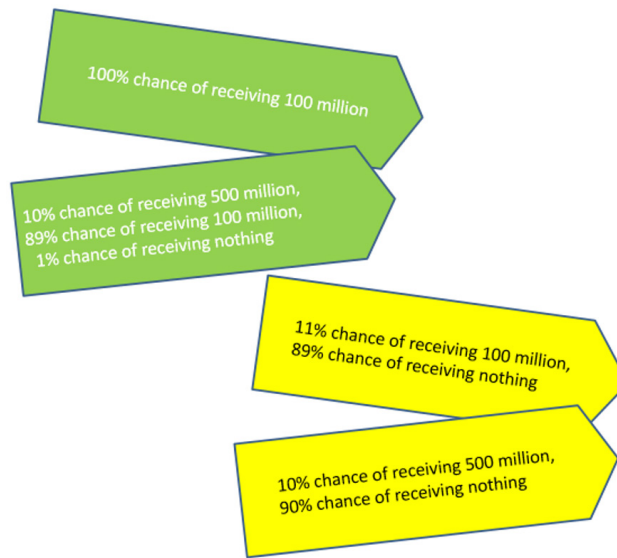 100% chance of receiving 100 million
10% chance of receiving 500 million,
89% chance of receiving 100 million,
1% chance of receiving nothing
11% chance of receiving 100 million,
89% chance of receiving nothing
10% chance of receiving 500 million,
90% chance of receiving nothing